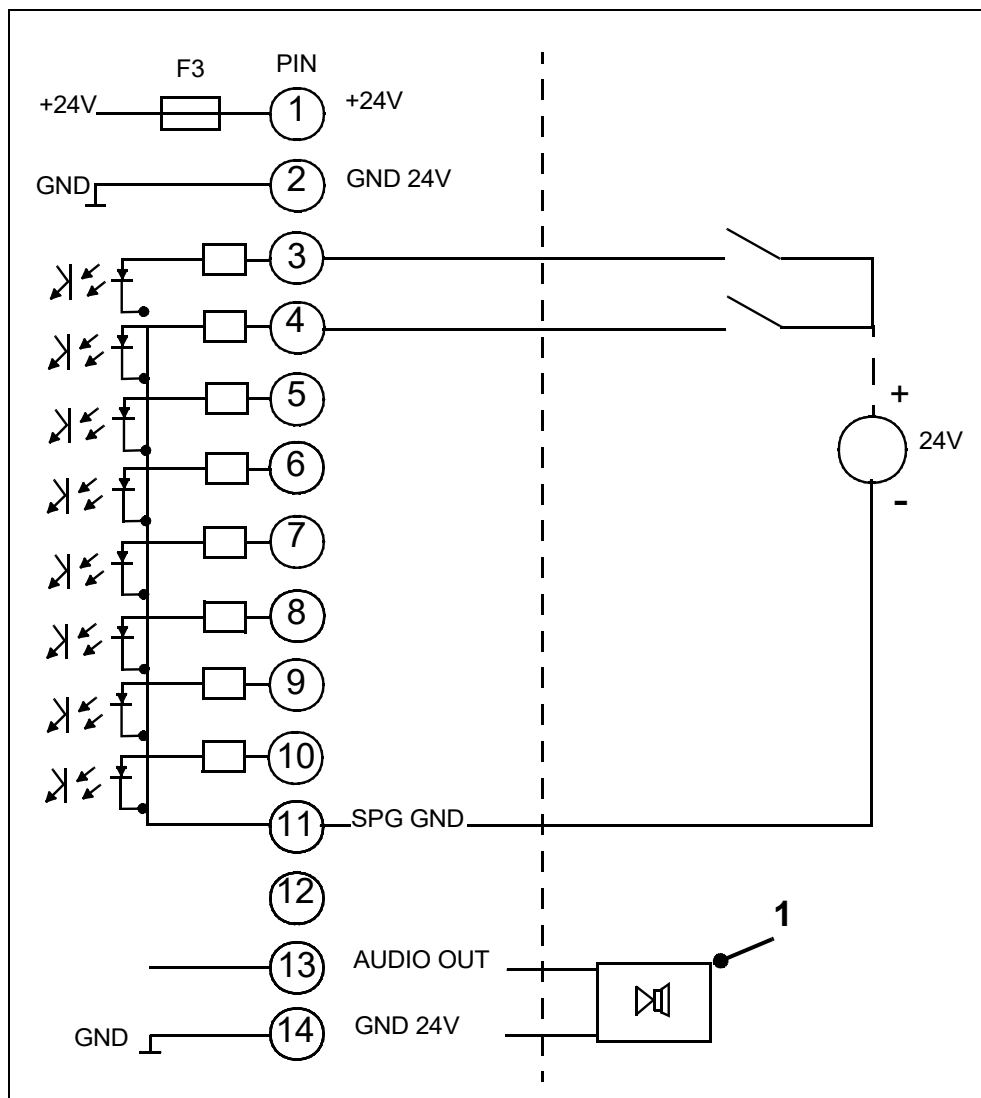 F3 PIN
+24V 1 +24V
GND 2 GND 24V
3
4
5
+
6 24V
-
7
8
9
10
11 SPG GND
12
1
13 AUDIO OUT
GND 14 GND 24V